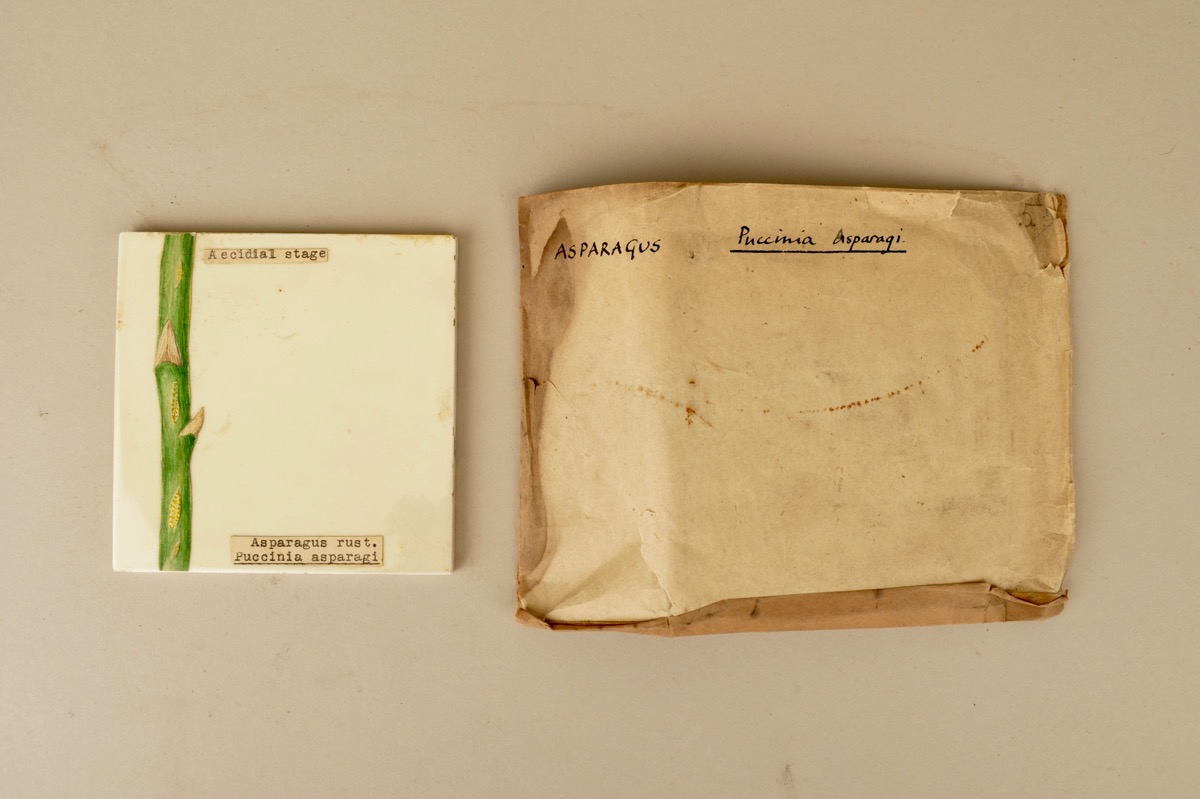 Aecidial stage
Asparagus rust.
Puccinia asparagi
ASPARAGUS
Puccinia Asparagi.